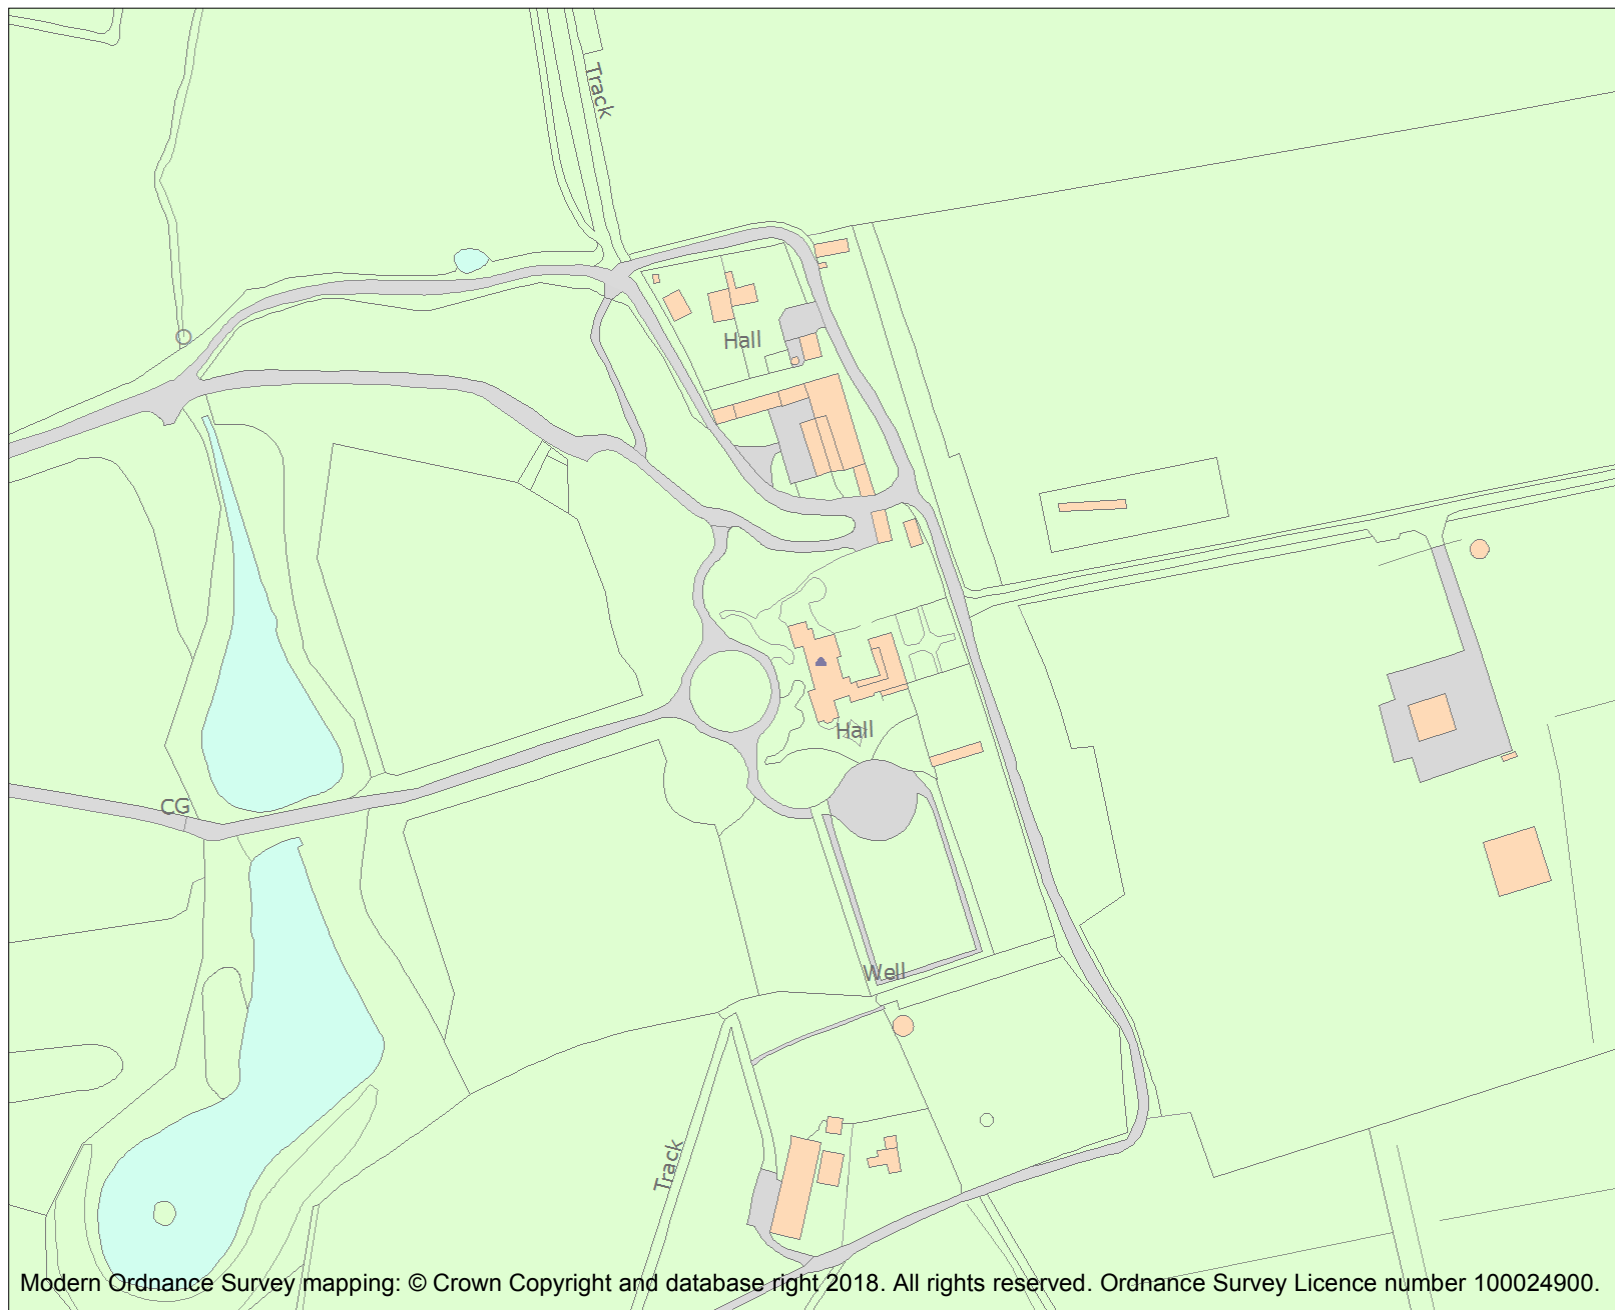 Track
Hall
Hall
CG
Well
Track
Modern Ordnance Survey mapping: © Crown Copyright and database right 2018. All rights reserved. Ordnance Survey Licence number 100024900.